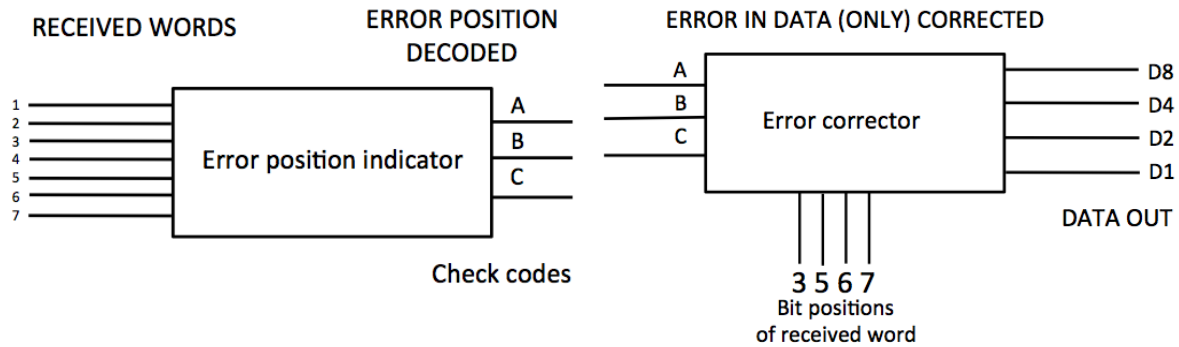 RECEIVED WORDS
ERROR POSITION
DECODED
1
2
3
4
5
6
7
Error position indicator
A
B
C
Check codes
ERROR IN DATA (ONLY) CORRECTED
A
B
C
Error corrector
D8
D4
D2
D1
DATA OUT
3 5 6 7
Bit positions
of received word